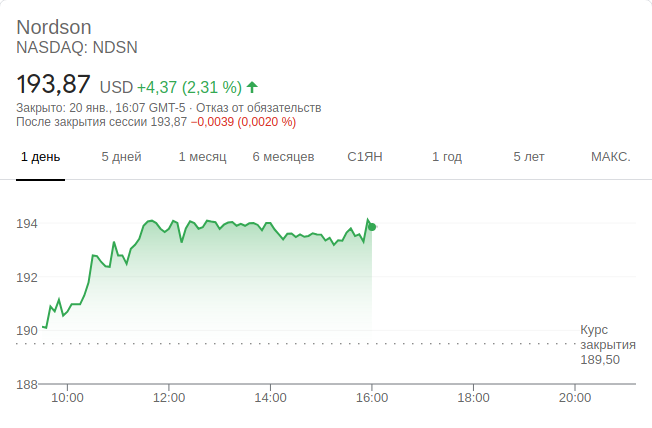 Nordson
NASDAQ: NDSN
193,87 USD +4,37 (2,31 %)
Закрыто: 20 янв., 16:07 GMT-5 · Отказ от обязательств
После закрытия сессии 193,87 −0,0039 (0,0020 %)
1 день 5 дней 1 месяц 6 месяцев С1ЯН 1 год 5 лет МАКС.
194
192
190
Курс
закрытия
189,50
188
10:00 12:00 14:00 16:00 18:00 20:00